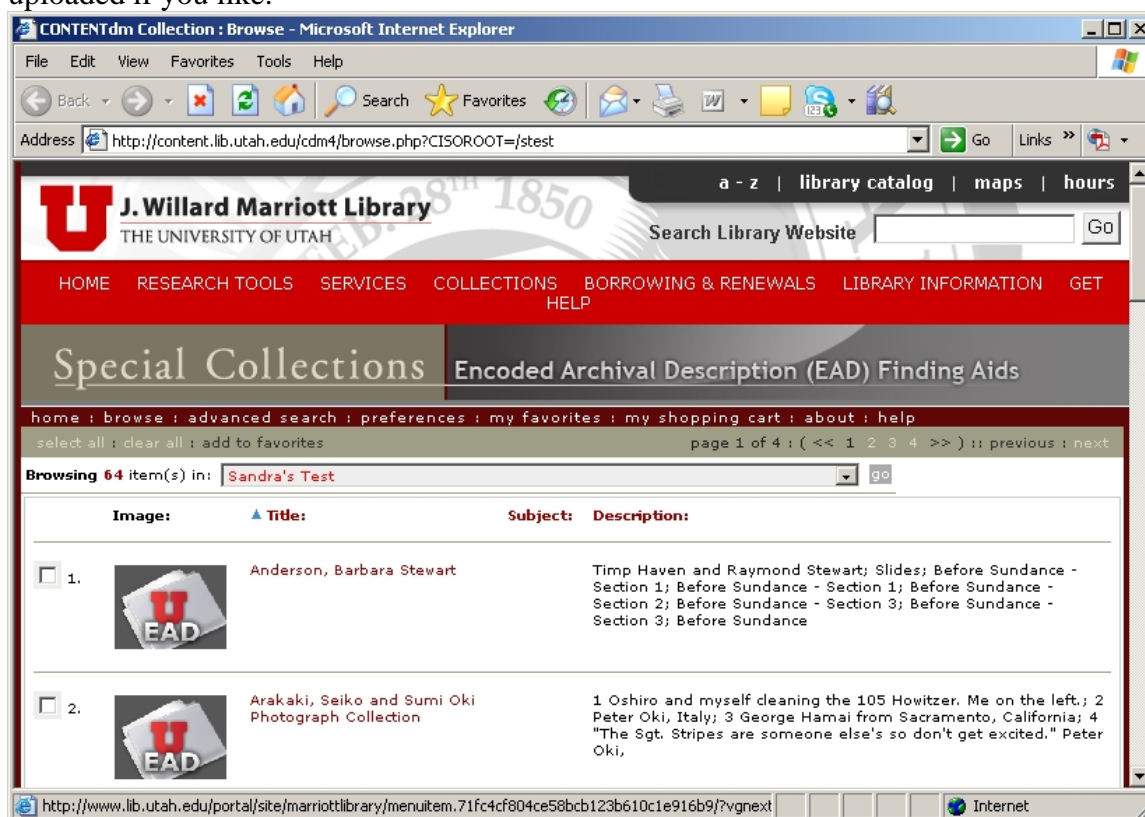 uploaded if you like.
CONTENTdm Collection : Browse - Microsoft Internet Explorer
File Edit View Favorites Tools Help
Back Search Favorites
Address http://content.lib.utah.edu/cdm4/browse.php?CISOROOT=/stest Go Links »
FEB. 28TH 1850
a - z | library catalog | maps | hours
U J. Willard Marriott Library
THE UNIVERSITY OF UTAH
Search Library Website Go
HOME RESEARCH TOOLS SERVICES COLLECTIONS BORROWING & RENEWALS LIBRARY INFORMATION GET
HELP
Special Collections Encoded Archival Description (EAD) Finding Aids
home : browse : advanced search : preferences : my favorites : my shopping cart : about : help
select all : clear all : add to favorites page 1 of 4 : ( << 1 2 3 4 >> ) :: previous : next
Browsing 64 item(s) in: Sandra's Test go
Image: Title: Subject: Description:
1. U EAD Anderson, Barbara Stewart
Timp Haven and Raymond Stewart; Slides; Before Sundance -
Section 1; Before Sundance - Section 1; Before Sundance -
Section 2; Before Sundance - Section 3; Before Sundance -
Section 3; Before Sundance
2. U EAD Arakaki, Seiko and Sumi Oki
Photograph Collection
1 Oshiro and myself cleaning the 105 Howitzer. Me on the left.; 2
Peter Oki, Italy; 3 George Hamai from Sacramento, California; 4
"The Sgt. Stripes are someone else's so don't get excited." Peter
Oki,
http://www.lib.utah.edu/portal/site/marriottlibrary/menuitem.71fc4cf804ce58bcb123b610c1e916b9/?vgnext Internet